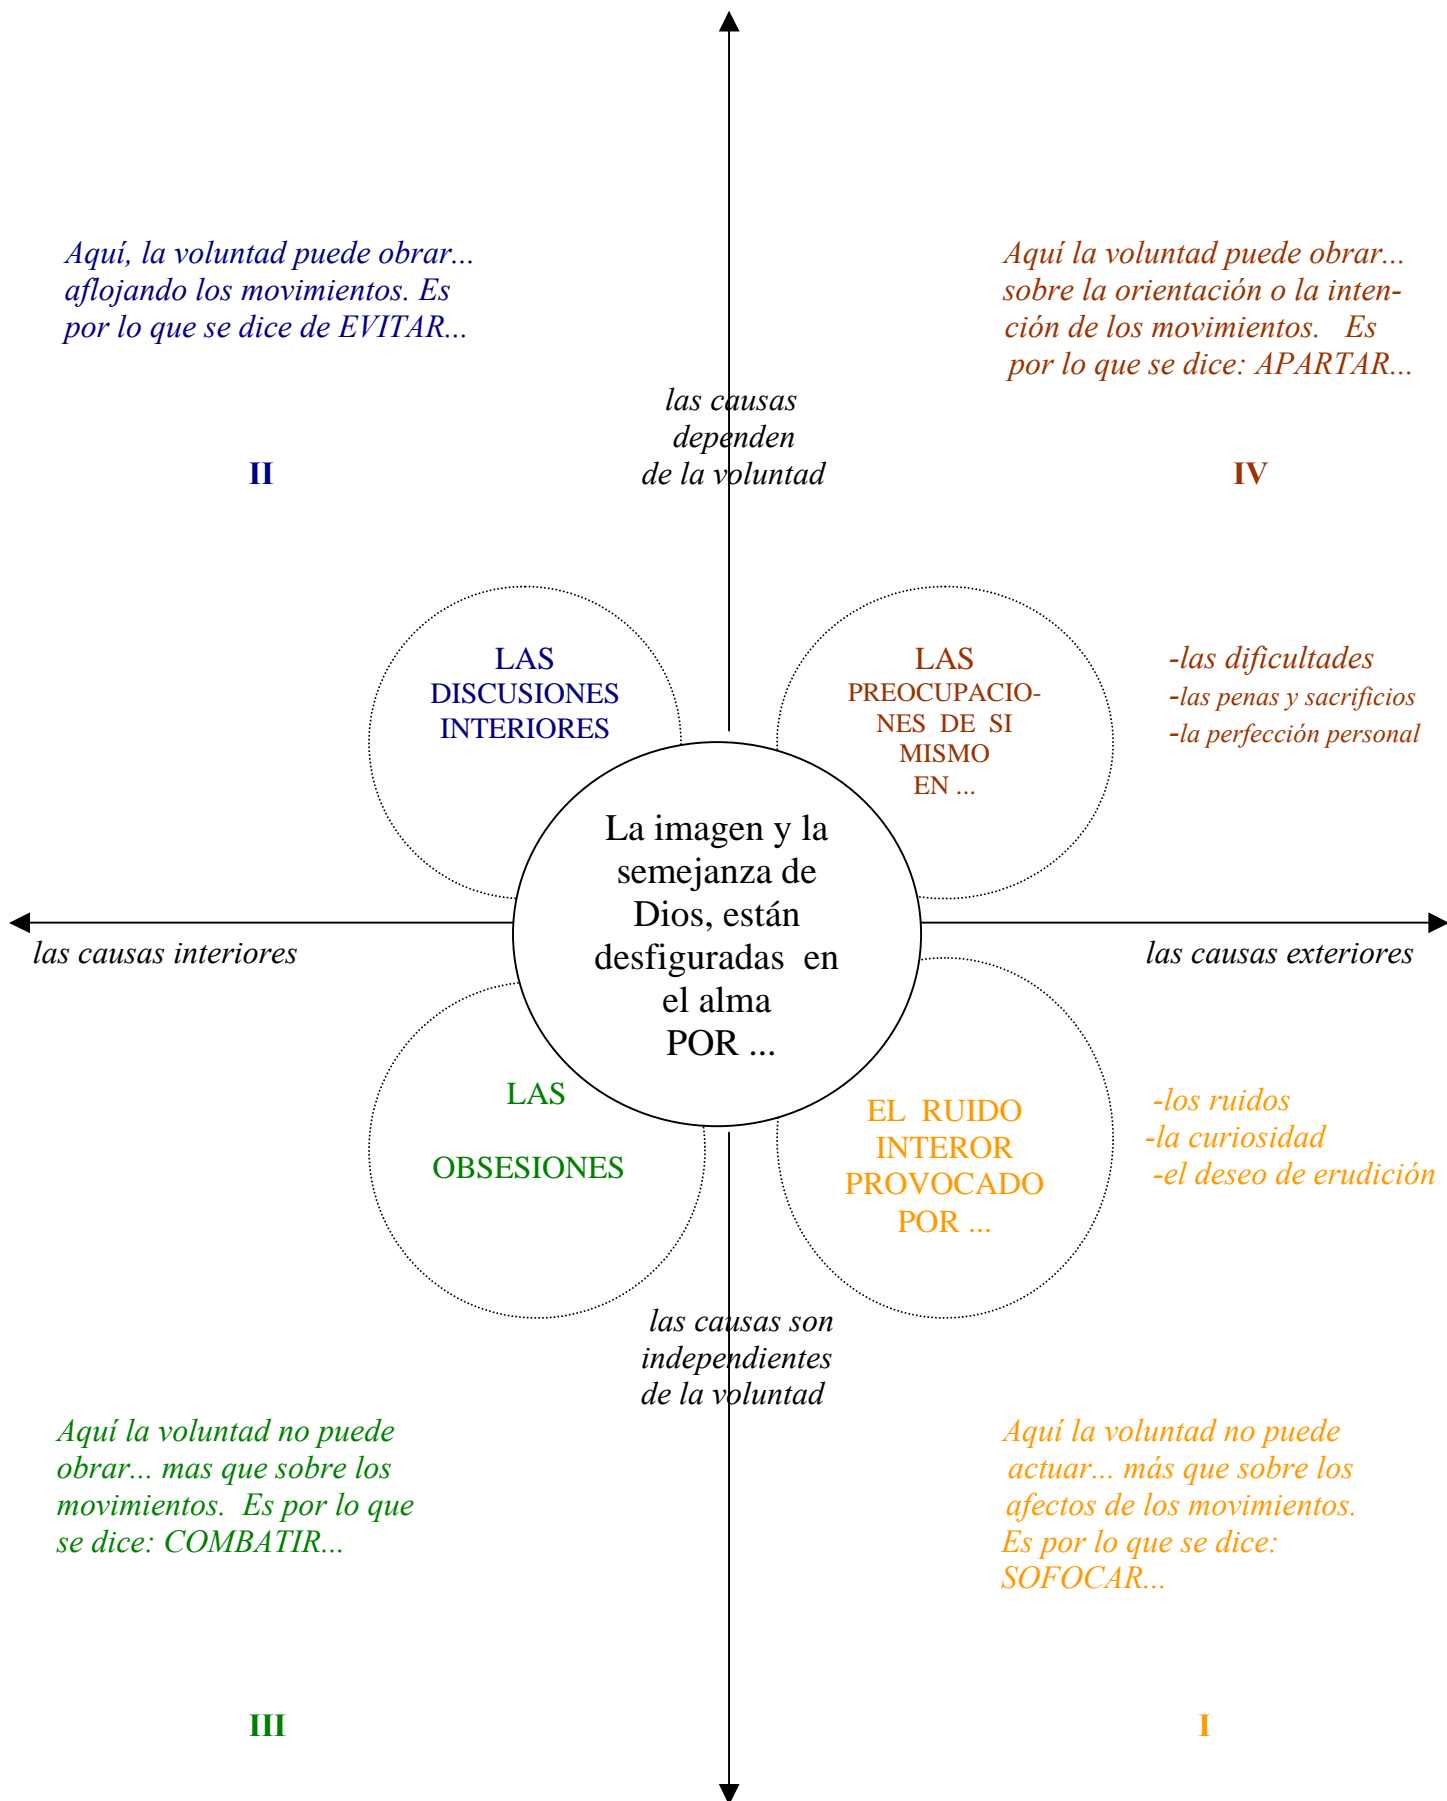 Aquí, la voluntad puede obrar...
aflojando los movimientos. Es
por lo que se dice de EVITAR...
II
Aquí la voluntad puede obrar...
sobre la orientación o la inten-
ción de los movimientos. Es
por lo que se dice: APARTAR...
IV
las causas
dependen
de la voluntad
LAS
DISCUSIONES
INTERIORES
LAS
PREOCUPACIO-
NES DE SI
MISMO
EN ...
-las dificultades
-las penas y sacrificios
-la perfección personal
La imagen y la
semejanza de
Dios, están
desfiguradas en
el alma
POR ...
las causas interiores
las causas exteriores
LAS
OBSESIONES
EL RUIDO
INTEROR
PROVOCADO
POR ...
-los ruidos
-la curiosidad
-el deseo de erudición
las causas son
independientes
de la voluntad
Aquí la voluntad no puede
obrar... mas que sobre los
movimientos. Es por lo que
se dice: COMBATIR...
III
Aquí la voluntad no puede
actuar... más que sobre los
afectos de los movimientos.
Es por lo que se dice:
SOFOCAR...
I